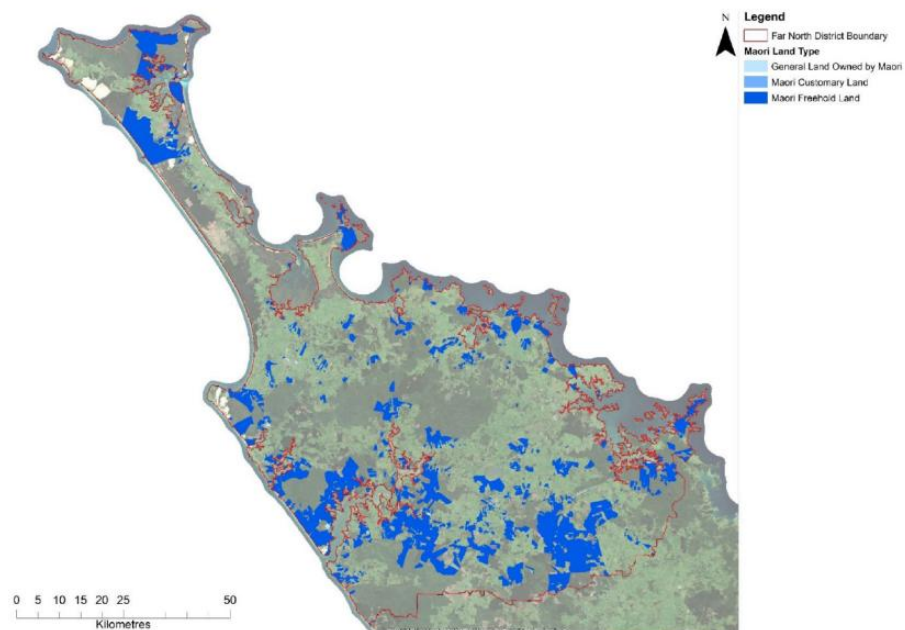 N
Legend
Far North District Boundary
Maori Land Type
General Land Owned by Maori
Maori Customary Land
Maori Freehold Land
0 5 10 15 20 25 50
Kilometres